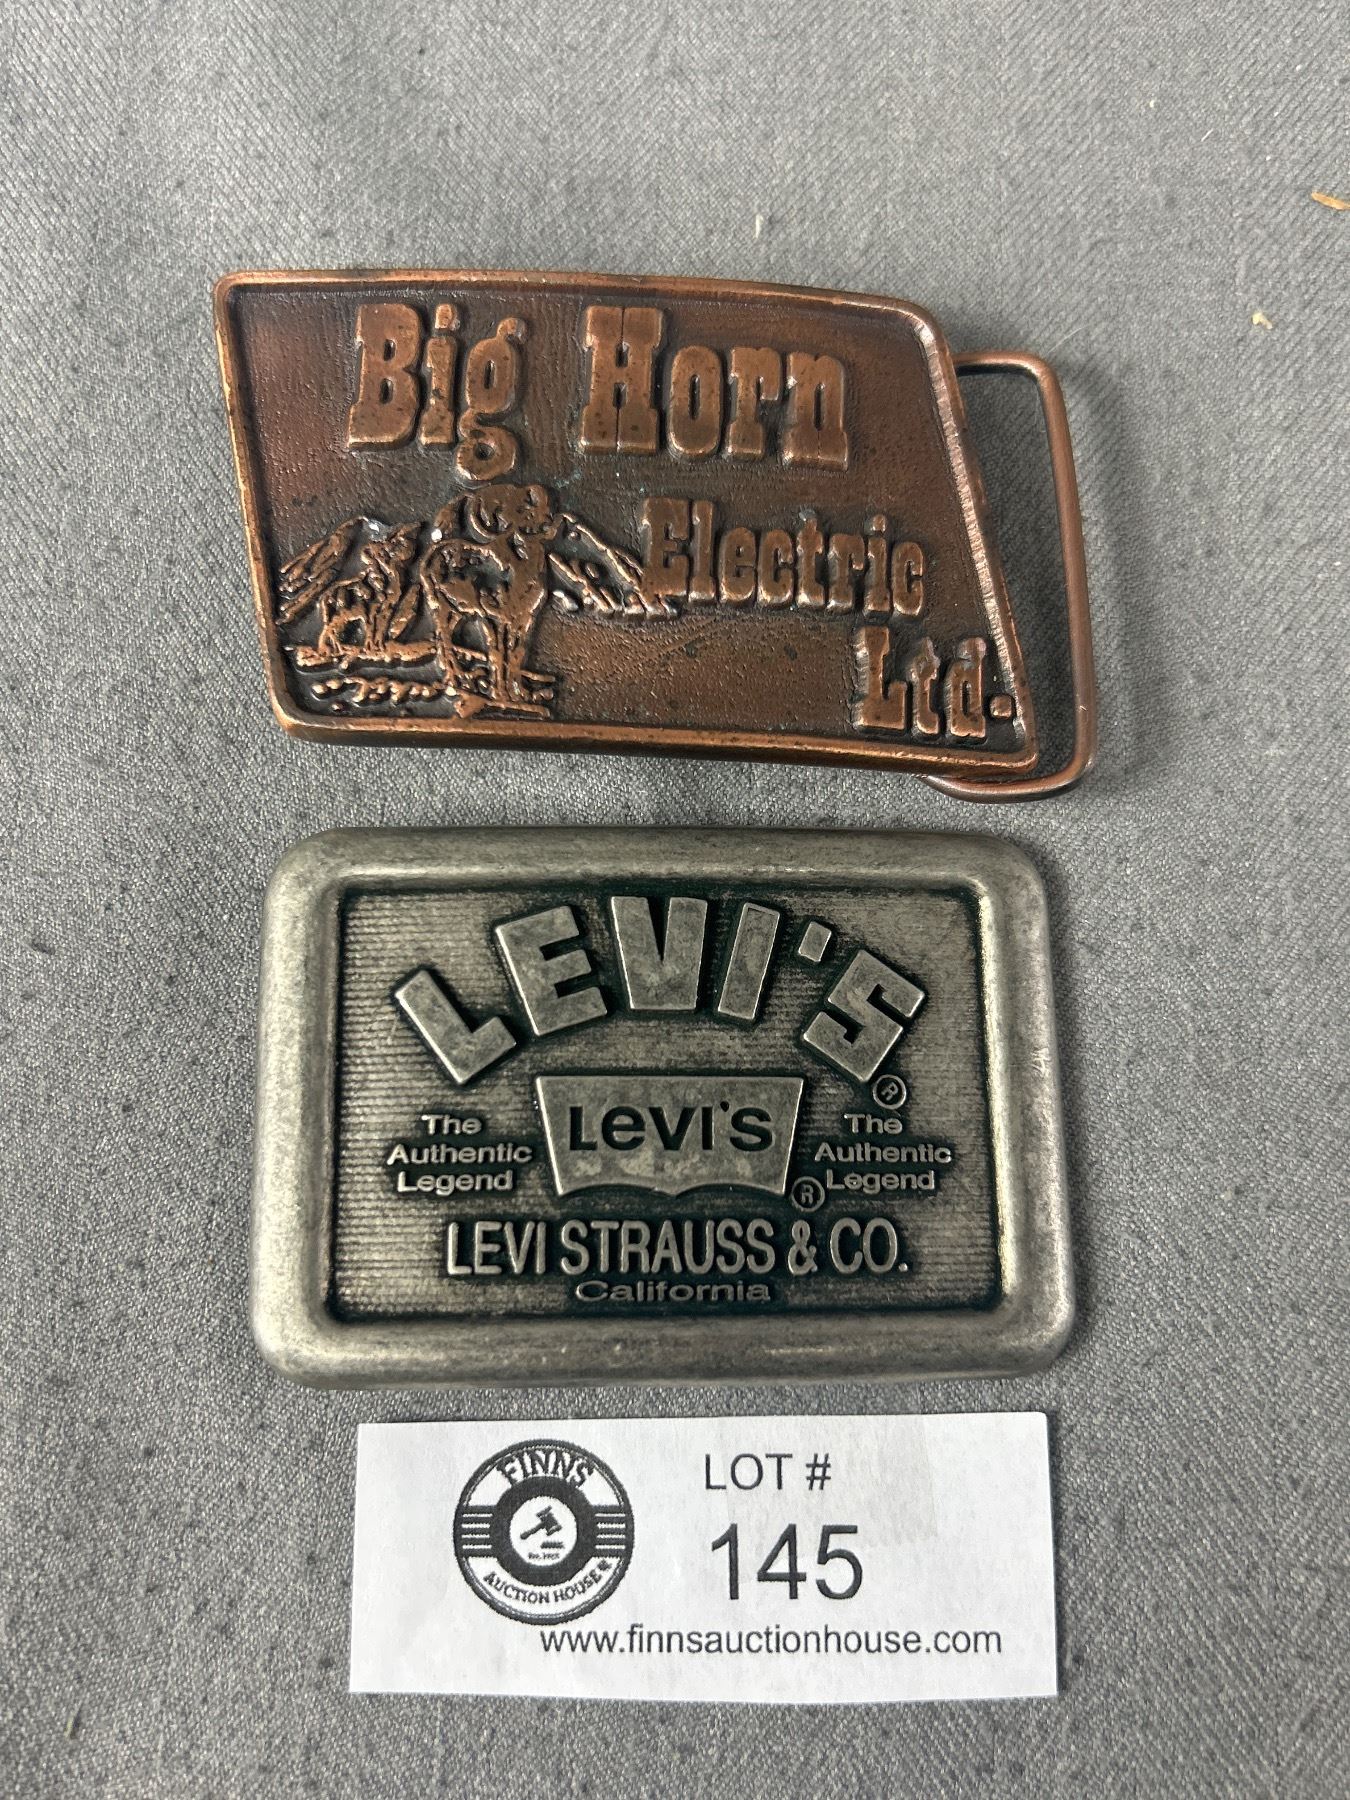 Big Horn
Electric
Ltd.
LEVI'S®
Levi's®
The
Authentic
Legend
The
Authentic
Legend
LEVI STRAUSS & CO.
California
FINNS
AUCTION HOUSE
LOT #
145
www.finnsauctionhouse.com